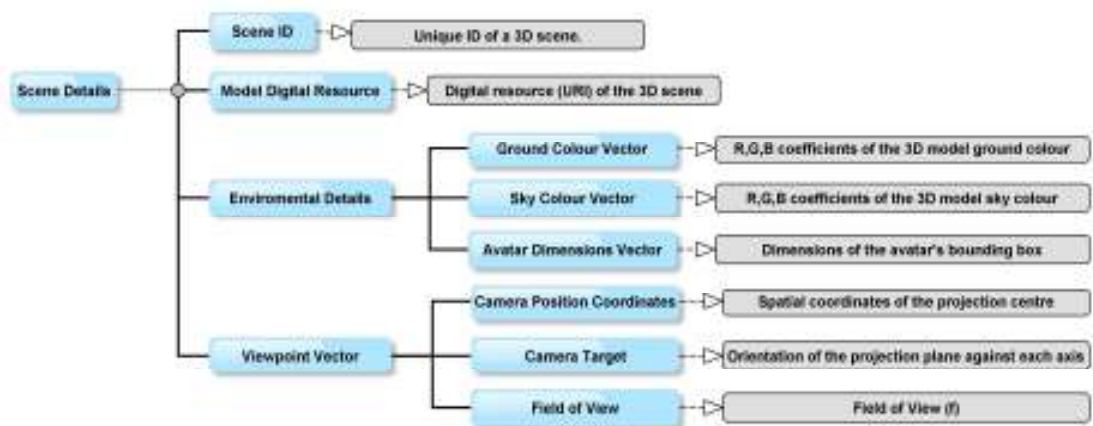 Scene ID
Unique ID of a 3D scene.
Scene Details
Model Digital Resource
Digital resource (URI) of the 3D scene
Ground Colour Vector
R,G,B coefficients of the 3D model ground colour
Enviromental Details
Sky Colour Vector
R,G,B coefficients of the 3D model sky colour
Avatar Dimensions Vector
Dimensions of the avatar's bounding box
Camera Position Coordinates
Spatial coordinates of the projection centre
Viewpoint Vector
Camera Target
Orientation of the projection plane against each axis
Field of View
Field of View (f)